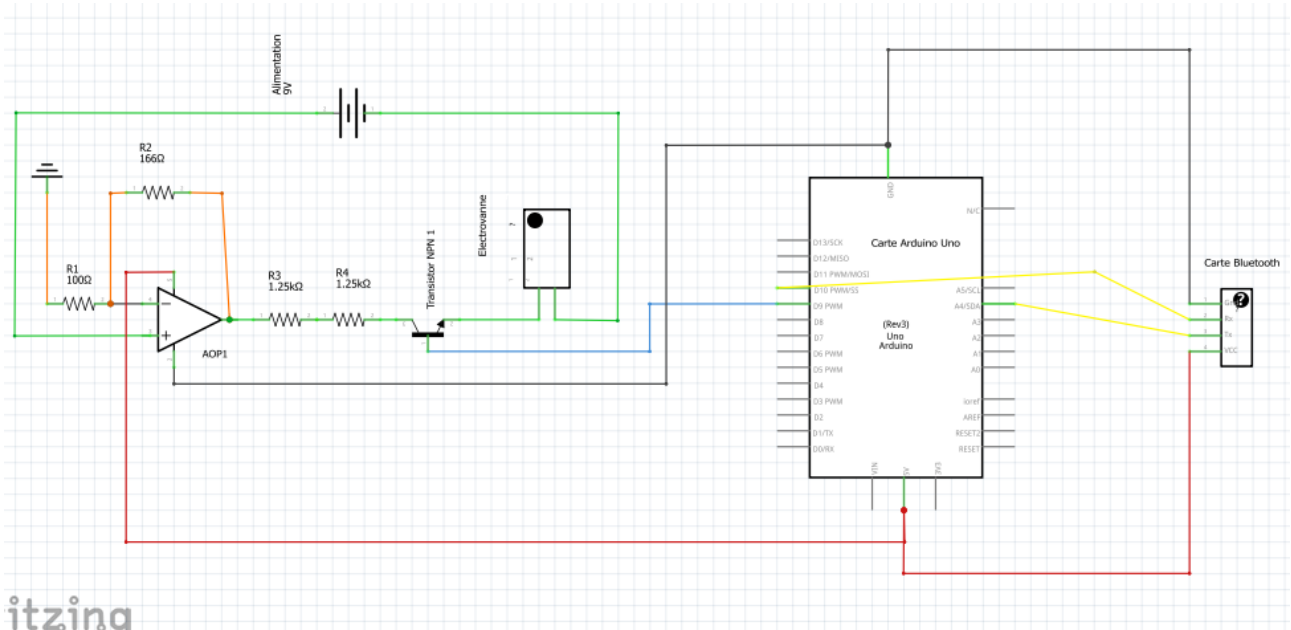 Alimentation
9V
R2
166Ω
R1
100Ω
AOP1
R3
1.25kΩ
R4
1.25kΩ
Transistor NPN 1
Electrovanne
?
GND
N/C
Carte Arduino Uno
D13/SCK
D12/MISO
D11 PWM/MOSI
D10 PWM/SS
D9 PWM
D8
D7
D6 PWM
D5 PWM
D4
D3 PWM
D2
D1/TX
D0/RX
A5/SCL
A4/SDA
A3
A2
A1
A0
ioref
AREF
RESET2
RESET
(Rev3)
Uno
Arduino
VIN
5V
3V3
Carte Bluetooth
?
Rx
Tx
VCC
itzing